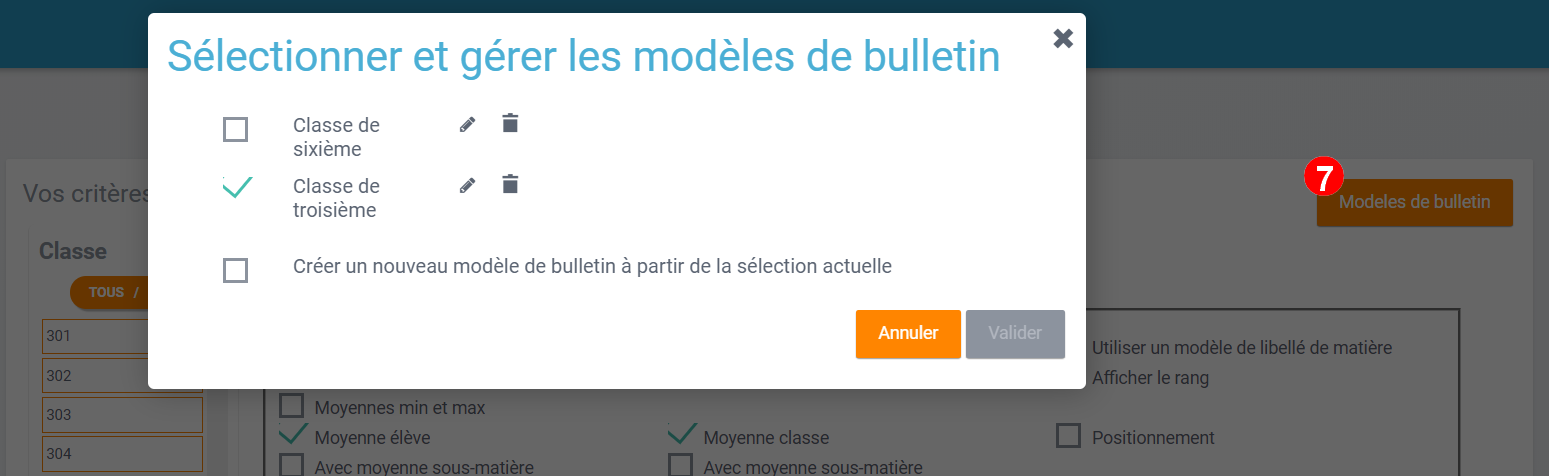 Sélectionner et gérer les modèles de bulletin
Classe de
sixième
Classe de
troisième
Créer un nouveau modèle de bulletin à partir de la sélection actuelle
Annuler
Valider
7
Modeles de bulletin
Vos critères
Classe
TOUS /
301
302
303
304
Utiliser un modèle de libellé de matière
Afficher le rang
Moyennes min et max
Moyenne élève
Moyenne classe
Positionnement
Avec moyenne sous-matière
Avec moyenne sous-matière